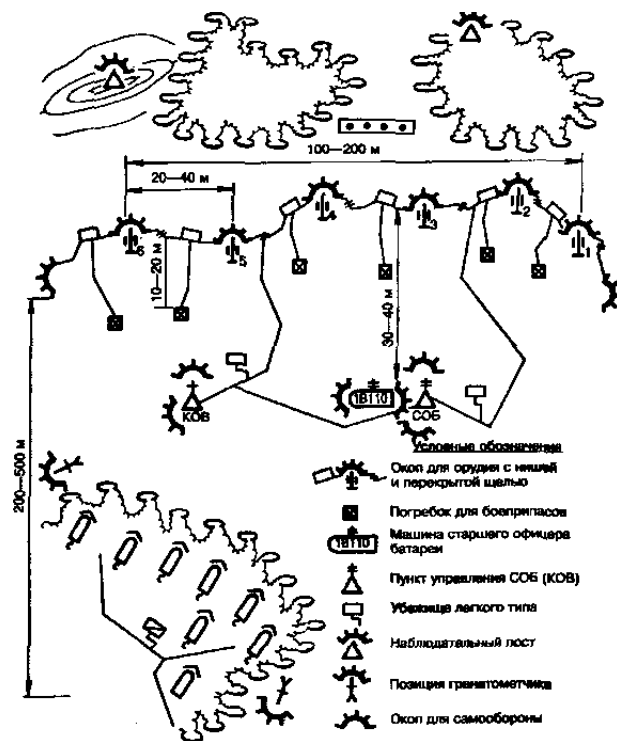 100—200 м
20—40 м
4
3
2
6
5
1
10—20 м
30—40 м
КОВ
1В110
СОБ
200—500 м
Условные обозначения
Окоп для орудия с нишей
и перекрытой щелью
Погребок для боеприпасов
1В110
Машина старшего офицера
батареи
Пункт управления СОБ (КОВ)
Убежище легкого типа
Наблюдательный пост
Позиция гранатометчика
Окоп для самообороны